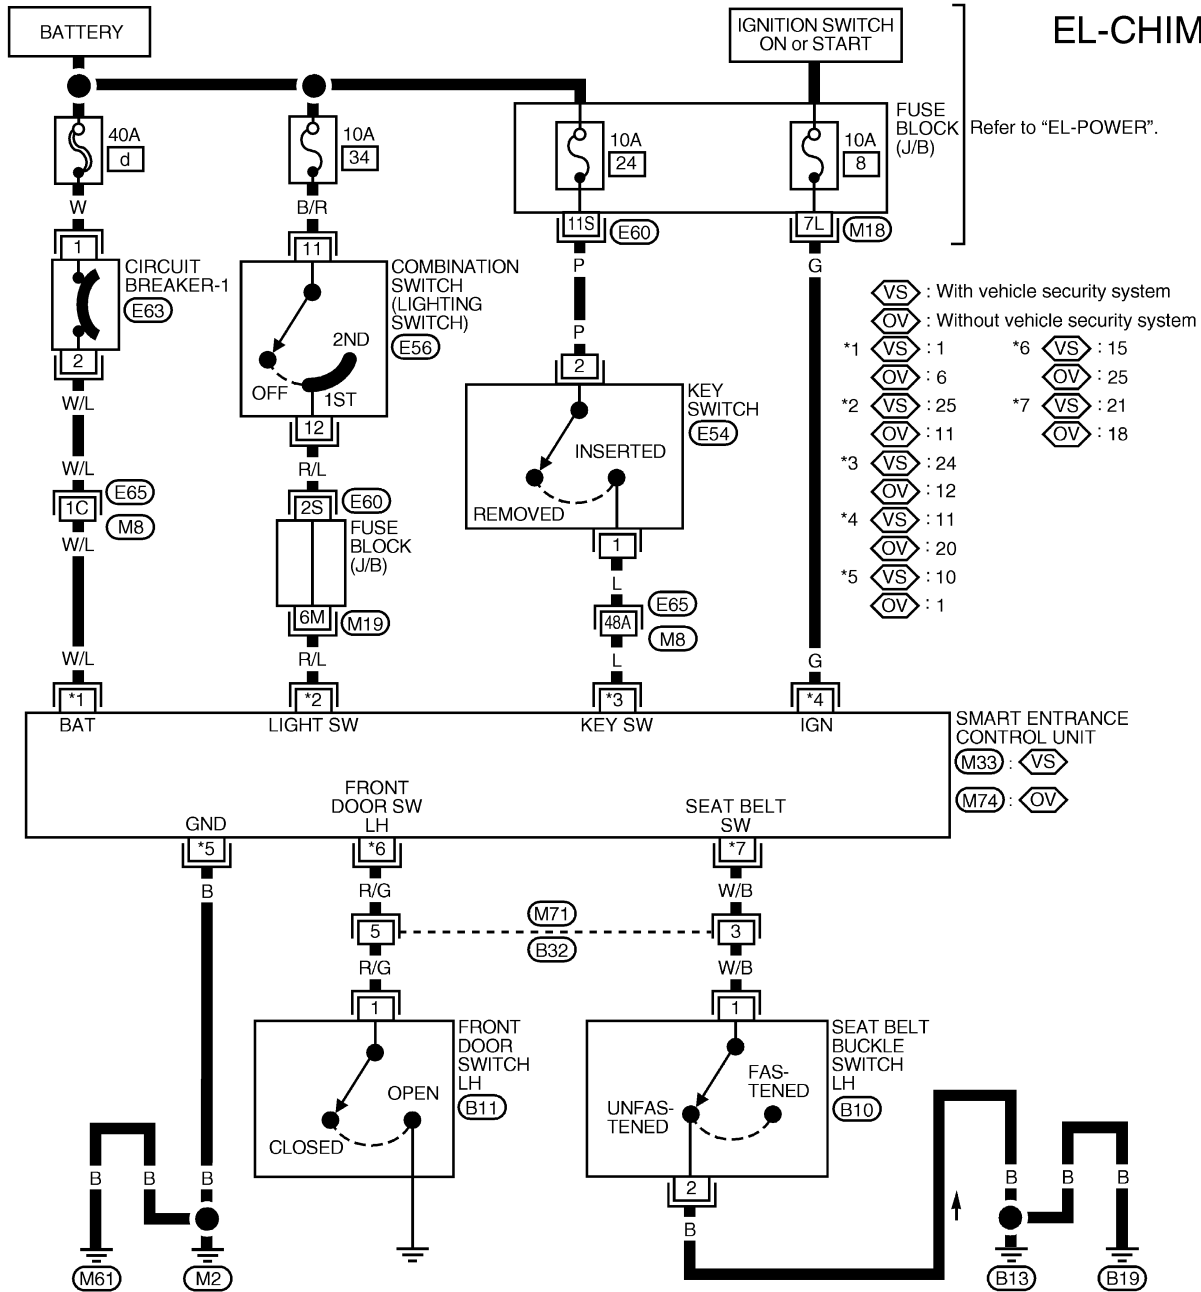 BATTERY
IGNITION SWITCH
ON or START
EL-CHIM
40A
d
10A
34
10A
24
10A
8
FUSE
BLOCK
(J/B)
Refer to “EL-POWER”.
W
B/R
11S
E60
7L
M18
1
11
P
G
CIRCUIT
BREAKER-1
E63
COMBINATION
SWITCH
(LIGHTING
SWITCH)
E56
2ND
OFF
1ST
P
2
2
KEY
SWITCH
E54
INSERTED
REMOVED
VS : With vehicle security system
OV : Without vehicle security system
*1 VS : 1
OV : 6
*2 VS : 25
OV : 11
*3 VS : 24
OV : 12
*4 VS : 11
OV : 20
*5 VS : 10
OV : 1
*6 VS : 15
OV : 25
*7 VS : 21
OV : 18
W/L
12
W/L
R/L
1C
E65
M8
2S
E60
W/L
FUSE
BLOCK
(J/B)
1
L
6M
M19
48A
E65
M8
W/L
R/L
L
G
*1
*2
*3
*4
BAT
LIGHT SW
KEY SW
IGN
SMART ENTRANCE
CONTROL UNIT
M33 : VS
M74 : OV
GND
FRONT
DOOR SW
LH
SEAT BELT
SW
*5
*6
*7
B
R/G
W/B
5
M71
B32
3
R/G
W/B
1
1
FRONT
DOOR
SWITCH
LH
B11
OPEN
CLOSED
SEAT BELT
BUCKLE
SWITCH
LH
B10
FAS-
TENED
UNFAS-
TENED
2
B
B
B
B
B
B
B
M61
M2
B13
B19